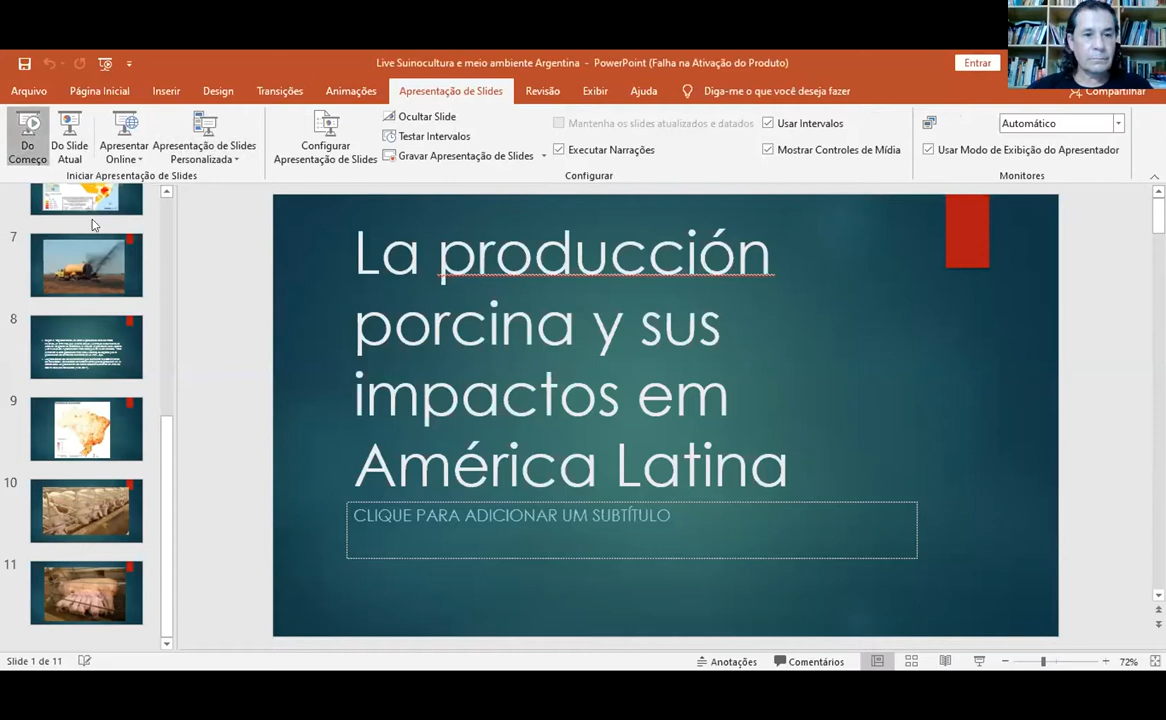 Live Suinocultura e meio ambiente Argentina - PowerPoint (Falha na Ativação do Produto)
Entrar
Arquivo
Página Inicial
Inserir
Design
Transições
Animações
Apresentação de Slides
Revisão
Exibir
Ajuda
Diga-me o que você deseja fazer
Compartilhar
Do Começo
Do Slide Atual
Apresentar Online
Apresentação de Slides Personalizada
Iniciar Apresentação de Slides
Configurar Apresentação de Slides
Ocultar Slide
Testar Intervalos
Gravar Apresentação de Slides
Mantenha os slides atualizados e datados
Executar Narrações
Usar Intervalos
Mostrar Controles de Mídia
Configurar
Automático
Usar Modo de Exibição do Apresentador
Monitores
7
8
9
10
11
La producción
porcina y sus
impactos em
América Latina
CLIQUE PARA ADICIONAR UM SUBTÍTULO
Slide 1 de 11
Anotações
Comentários
72%